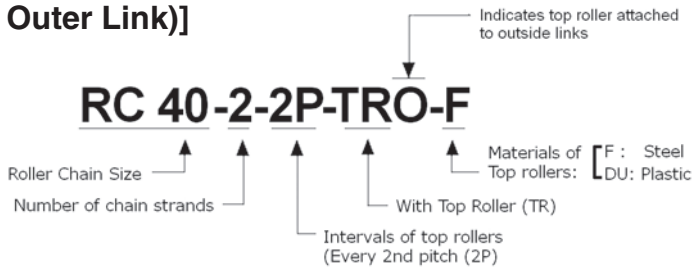 Outer Link)]
Indicates top roller attached
to outside links
RC 40-2-2P-TRO-F
Roller Chain Size
Materials of
Top rollers:
[F : Steel
DU: Plastic
Number of chain strands
With Top Roller (TR)
Intervals of top rollers
(Every 2nd pitch (2P)